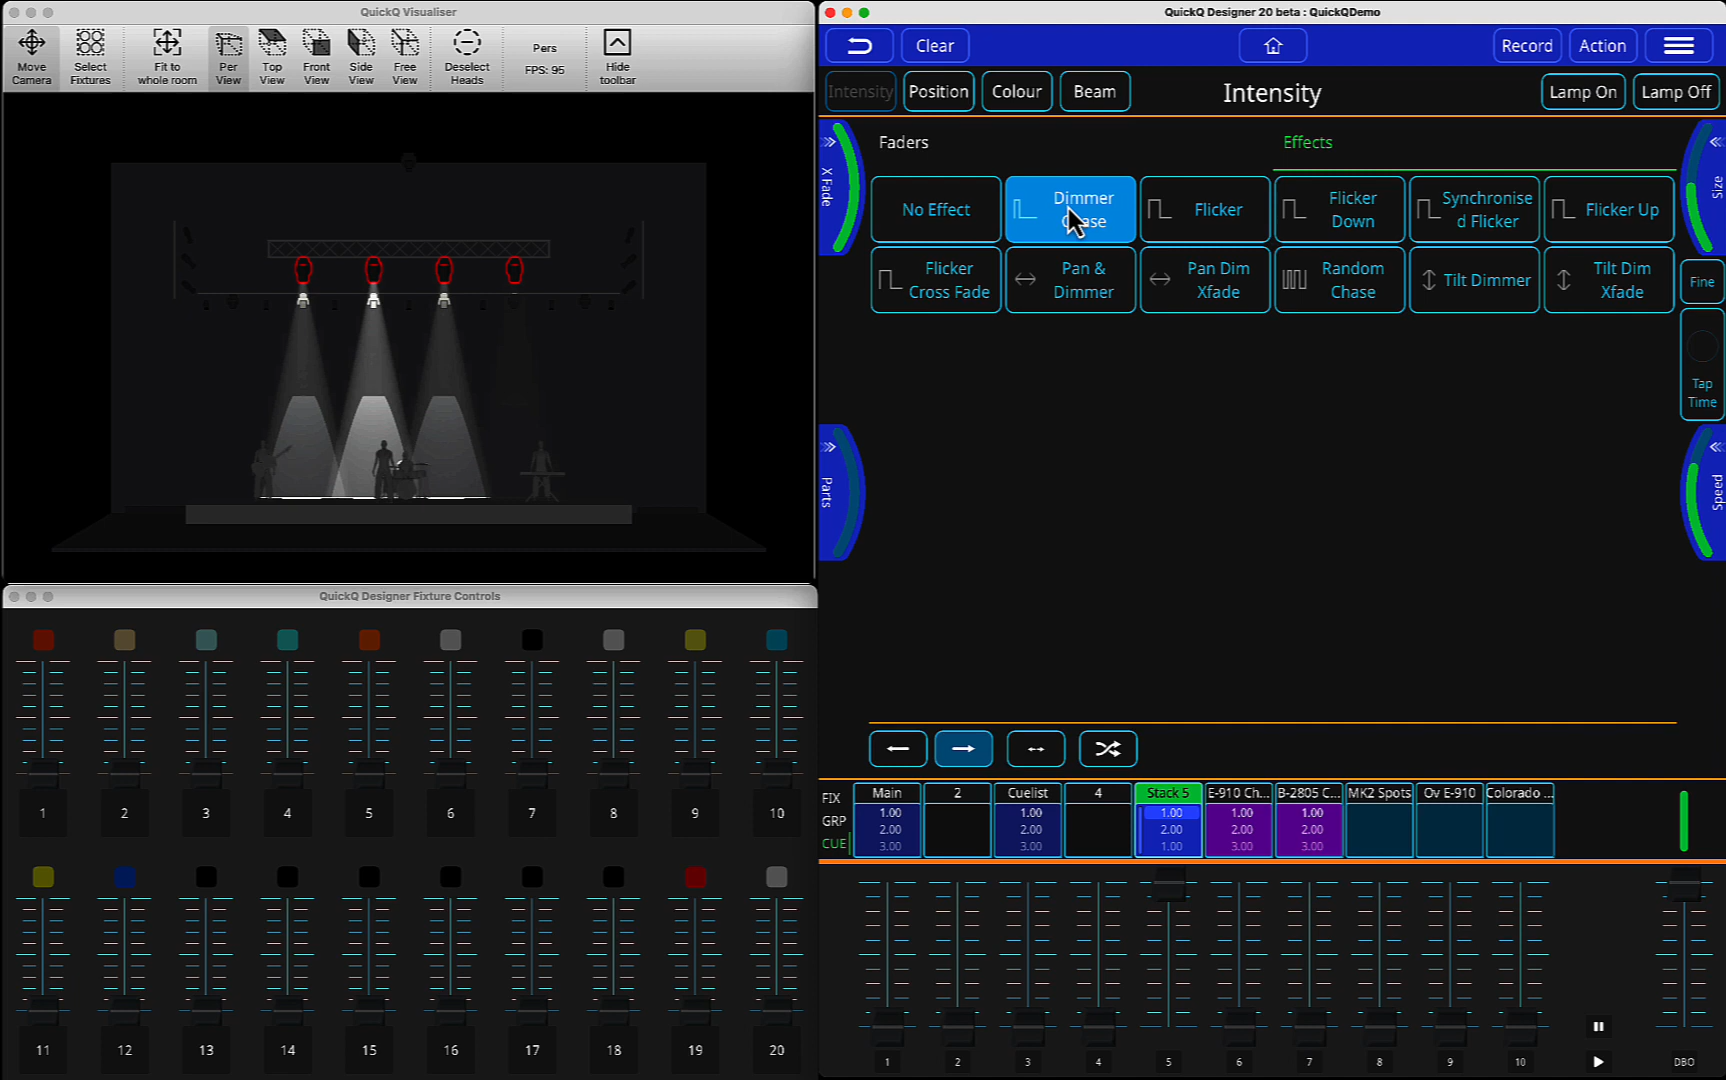 QuickQ Visualiser
Move Camera
Select Fixtures
Fit to whole room
Per View
Top View
Front View
Side View
Free View
Deselect Heads
Pers
FPS: 95
Hide toolbar
QuickQ Designer 20 beta : QuickQDemo
Clear
Record
Action
Intensity
Position
Colour
Beam
Intensity
Lamp On
Lamp Off
X Fade
Faders
Effects
Size
No Effect
Dimmer Chase
Flicker
Flicker Down
Synchronise d Flicker
Flicker Up
Flicker Cross Fade
Pan & Dimmer
Pan Dim Xfade
Random Chase
Tilt Dimmer
Tilt Dim Xfade
Fine
Tap Time
Parts
Speed
QuickQ Designer Fixture Controls
1 2 3 4 5 6 7 8 9 10
11 12 13 14 15 16 17 18 19 20
FIX
GRP
CUE
Main
1.00
2.00
3.00
2
Cuelist
1.00
2.00
3.00
4
Stack 5
1.00
2.00
1.00
E-910 Ch...
1.00
2.00
3.00
B-2805 C...
1.00
2.00
3.00
MK2 Spots
Ov E-910
Colorado ...
1 2 3 4 5 6 7 8 9 10 DBO